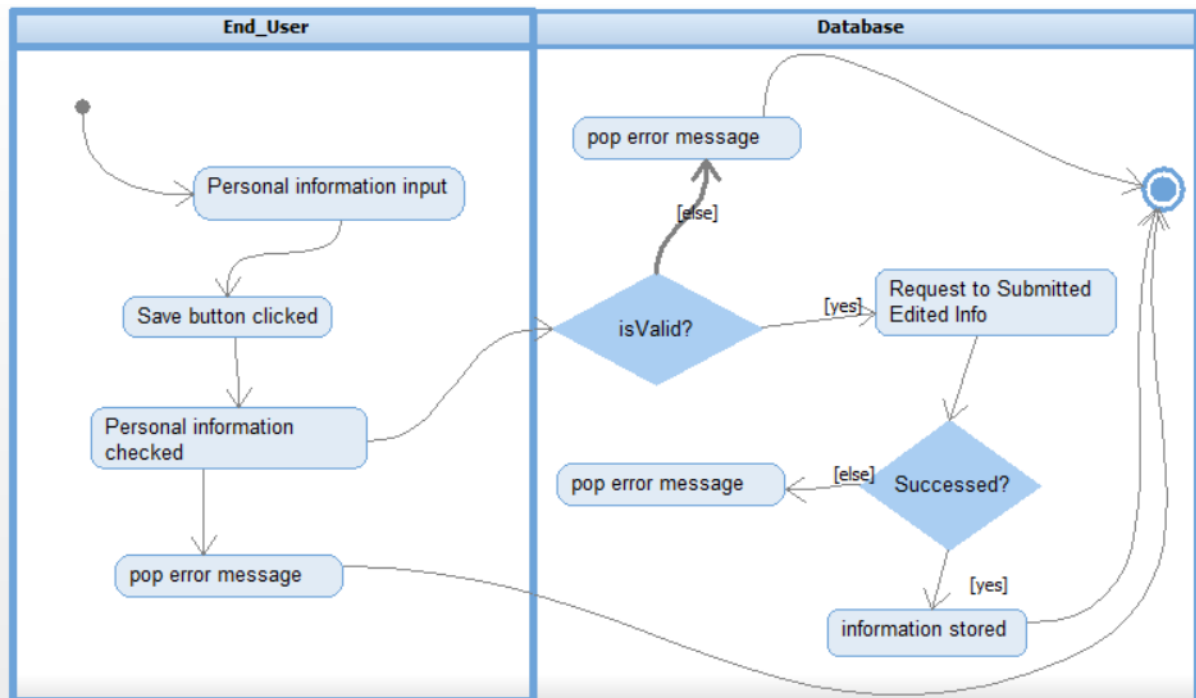 End_User
Database
pop error message
Personal information input
[else]
Request to Submitted
Edited Info
Save button clicked
isValid?
[yes]
Personal information
checked
pop error message
[else]
Successed?
pop error message
[yes]
information stored